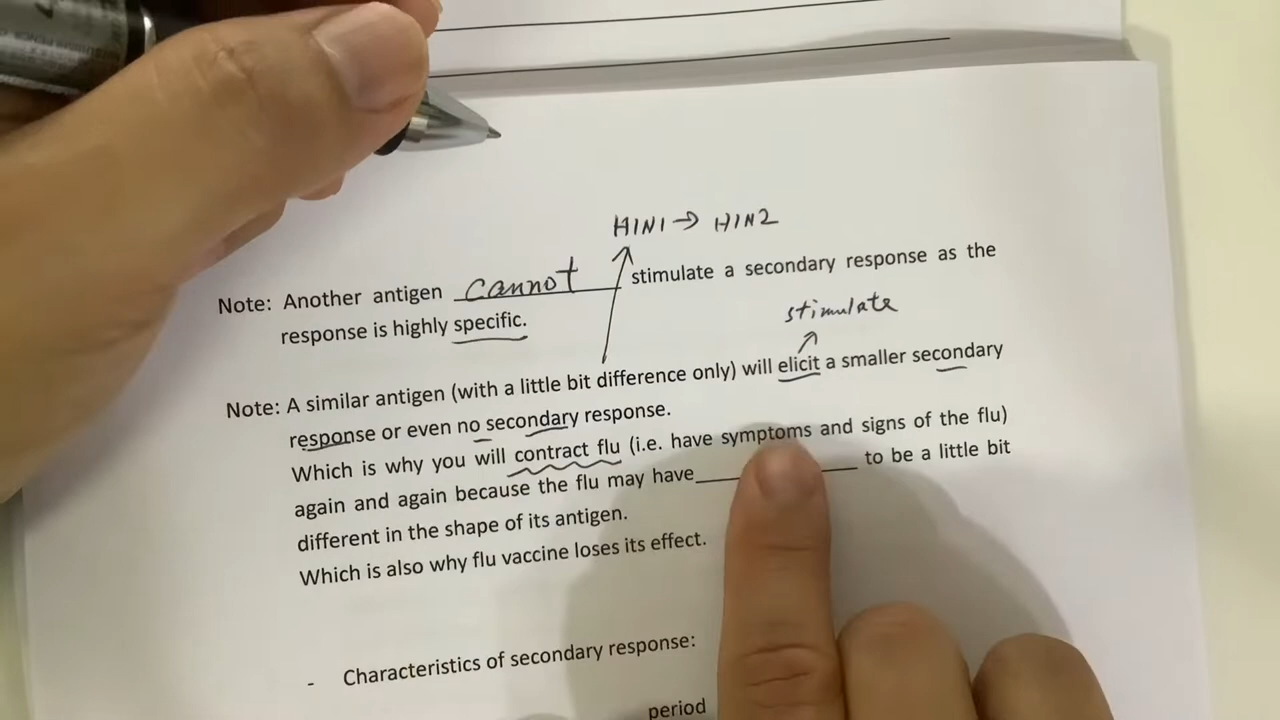 H1N1 → H1N2
Note: Another antigen cannot stimulate a secondary response as the
response is highly specific.
stimulate
Note: A similar antigen (with a little bit difference only) will elicit a smaller secondary
response or even no secondary response.
Which is why you will contract flu (i.e. have symptoms and signs of the flu)
again and again because the flu may have to be a little bit
different in the shape of its antigen.
Which is also why flu vaccine loses its effect.
- Characteristics of secondary response:
period